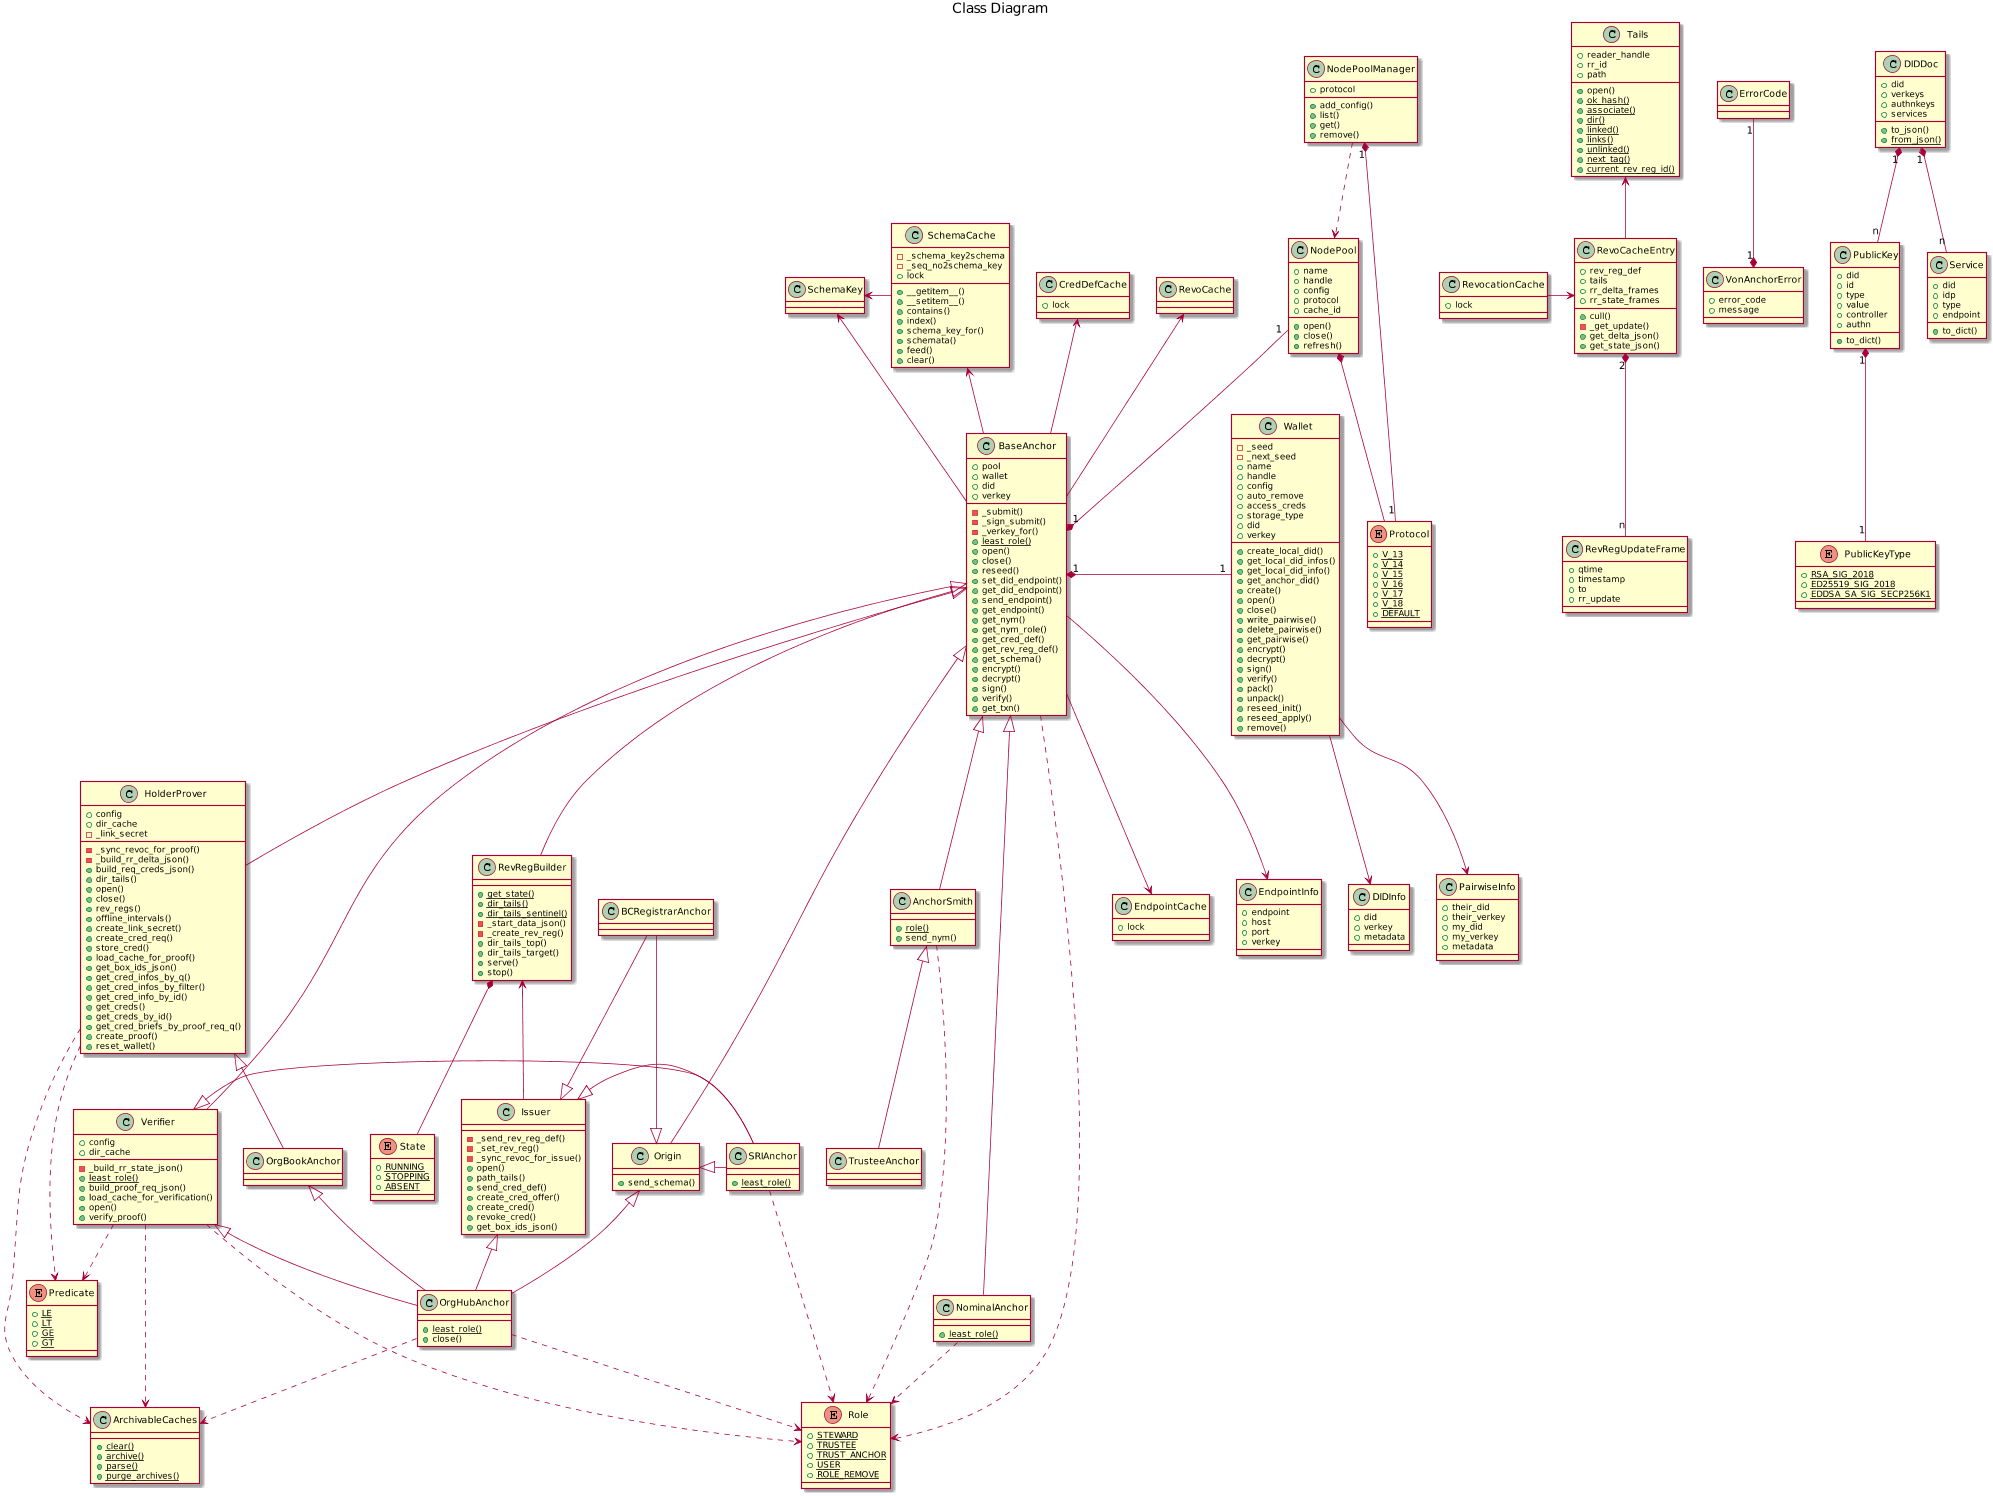 Class Diagram
C Tails
reader_handle
rr_id
path
open()
ok_hash()
associate()
dir()
linked()
links()
unlinked()
next_tag()
current_rev_reg_id()
C NodePoolManager
protocol
add_config()
list()
get()
remove()
1
C ErrorCode
1
C DIDDoc
did
verkeys
authnkeys
services
to_json()
from_json()
1 1
C SchemaKey
C SchemaCache
_schema_key2schema
_seq_no2schema_key
lock
__getitem__()
__setitem__()
contains()
index()
schema_key_for()
schemata()
feed()
clear()
C CredDefCache
lock
C RevoCache
C NodePool
name
handle
config
protocol
cache_id
open()
close()
refresh()
1
C RevocationCache
lock
C RevoCacheEntry
rev_reg_def
tails
rr_delta_frames
rr_state_frames
cull()
_get_update()
get_delta_json()
get_state_json()
2
1
C VonAnchorError
error_code
message
n
C PublicKey
did
id
type
value
controller
authn
to_dict()
1
n
C Service
did
idp
type
endpoint
to_dict()
C BaseAnchor
pool
wallet
did
verkey
_submit()
_sign_submit()
_verkey_for()
least_role()
open()
close()
reseed()
set_did_endpoint()
get_did_endpoint()
send_endpoint()
get_endpoint()
get_nym()
get_nym_role()
get_cred_def()
get_rev_reg_def()
get_schema()
encrypt()
decrypt()
sign()
verify()
get_txn()
1
1 1
C Wallet
_seed
_next_seed
name
handle
config
auto_remove
access_creds
storage_type
did
verkey
create_local_did()
get_local_did_infos()
get_local_did_info()
get_anchor_did()
create()
open()
close()
write_pairwise()
delete_pairwise()
get_pairwise()
encrypt()
decrypt()
sign()
verify()
pack()
unpack()
reseed_init()
reseed_apply()
remove()
1
E Protocol
V_13
V_14
V_15
V_16
V_17
V_18
DEFAULT
n
C RevRegUpdateFrame
qtime
timestamp
to
rr_update
1
E PublicKeyType
RSA_SIG_2018
ED25519_SIG_2018
EDDSA_SA_SIG_SECP256K1
C HolderProver
config
dir_cache
_link_secret
_sync_revoc_for_proof()
_build_rr_delta_json()
build_req_creds_json()
dir_tails()
open()
close()
rev_regs()
offline_intervals()
create_link_secret()
create_cred_req()
store_cred()
load_cache_for_proof()
get_box_ids_json()
get_cred_infos_by_q()
get_cred_infos_by_filter()
get_cred_info_by_id()
get_creds()
get_creds_by_id()
get_cred_briefs_by_proof_req_q()
create_proof()
reset_wallet()
C RevRegBuilder
get_state()
dir_tails()
dir_tails_sentinel()
_start_data_json()
_create_rev_reg()
dir_tails_top()
dir_tails_target()
serve()
stop()
C BCRegistrarAnchor
C AnchorSmith
role()
send_nym()
C EndpointCache
lock
C EndpointInfo
endpoint
host
port
verkey
C DIDInfo
did
verkey
metadata
C PairwiseInfo
their_did
their_verkey
my_did
my_verkey
metadata
C Verifier
config
dir_cache
_build_rr_state_json()
least_role()
build_proof_req_json()
load_cache_for_verification()
open()
verify_proof()
C OrgBookAnchor
E State
RUNNING
STOPPING
ABSENT
C Issuer
_send_rev_reg_def()
_set_rev_reg()
_sync_revoc_for_issue()
open()
path_tails()
send_cred_def()
create_cred_offer()
create_cred()
revoke_cred()
get_box_ids_json()
C Origin
send_schema()
C SRIAnchor
least_role()
C TrusteeAnchor
E Predicate
LE
LT
GE
GT
C OrgHubAnchor
least_role()
close()
C NominalAnchor
least_role()
C ArchivableCaches
clear()
archive()
parse()
purge_archives()
E Role
STEWARD
TRUSTEE
TRUST_ANCHOR
USER
ROLE_REMOVE